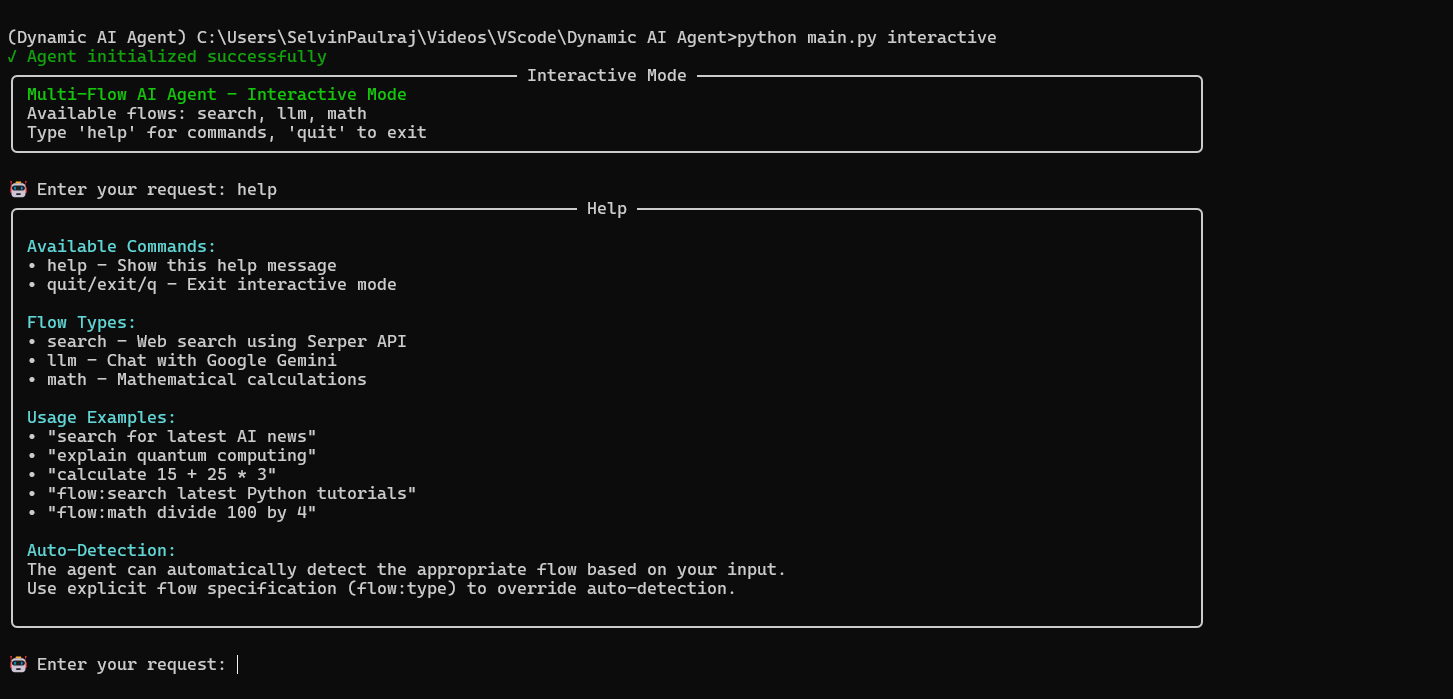 (Dynamic AI Agent) C:\Users\SelvinPaulraj\Videos\VScode\Dynamic AI Agent>python main.py interactive
√ Agent initialized successfully
Interactive Mode
Multi-Flow AI Agent - Interactive Mode
Available flows: search, llm, math
Type 'help' for commands, 'quit' to exit
Enter your request: help
Help
Available Commands:
• help - Show this help message
• quit/exit/q - Exit interactive mode
Flow Types:
• search - Web search using Serper API
• llm - Chat with Google Gemini
• math - Mathematical calculations
Usage Examples:
• "search for latest AI news"
• "explain quantum computing"
• "calculate 15 + 25 * 3"
• "flow:search latest Python tutorials"
• "flow:math divide 100 by 4"
Auto-Detection:
The agent can automatically detect the appropriate flow based on your input.
Use explicit flow specification (flow:type) to override auto-detection.
Enter your request: